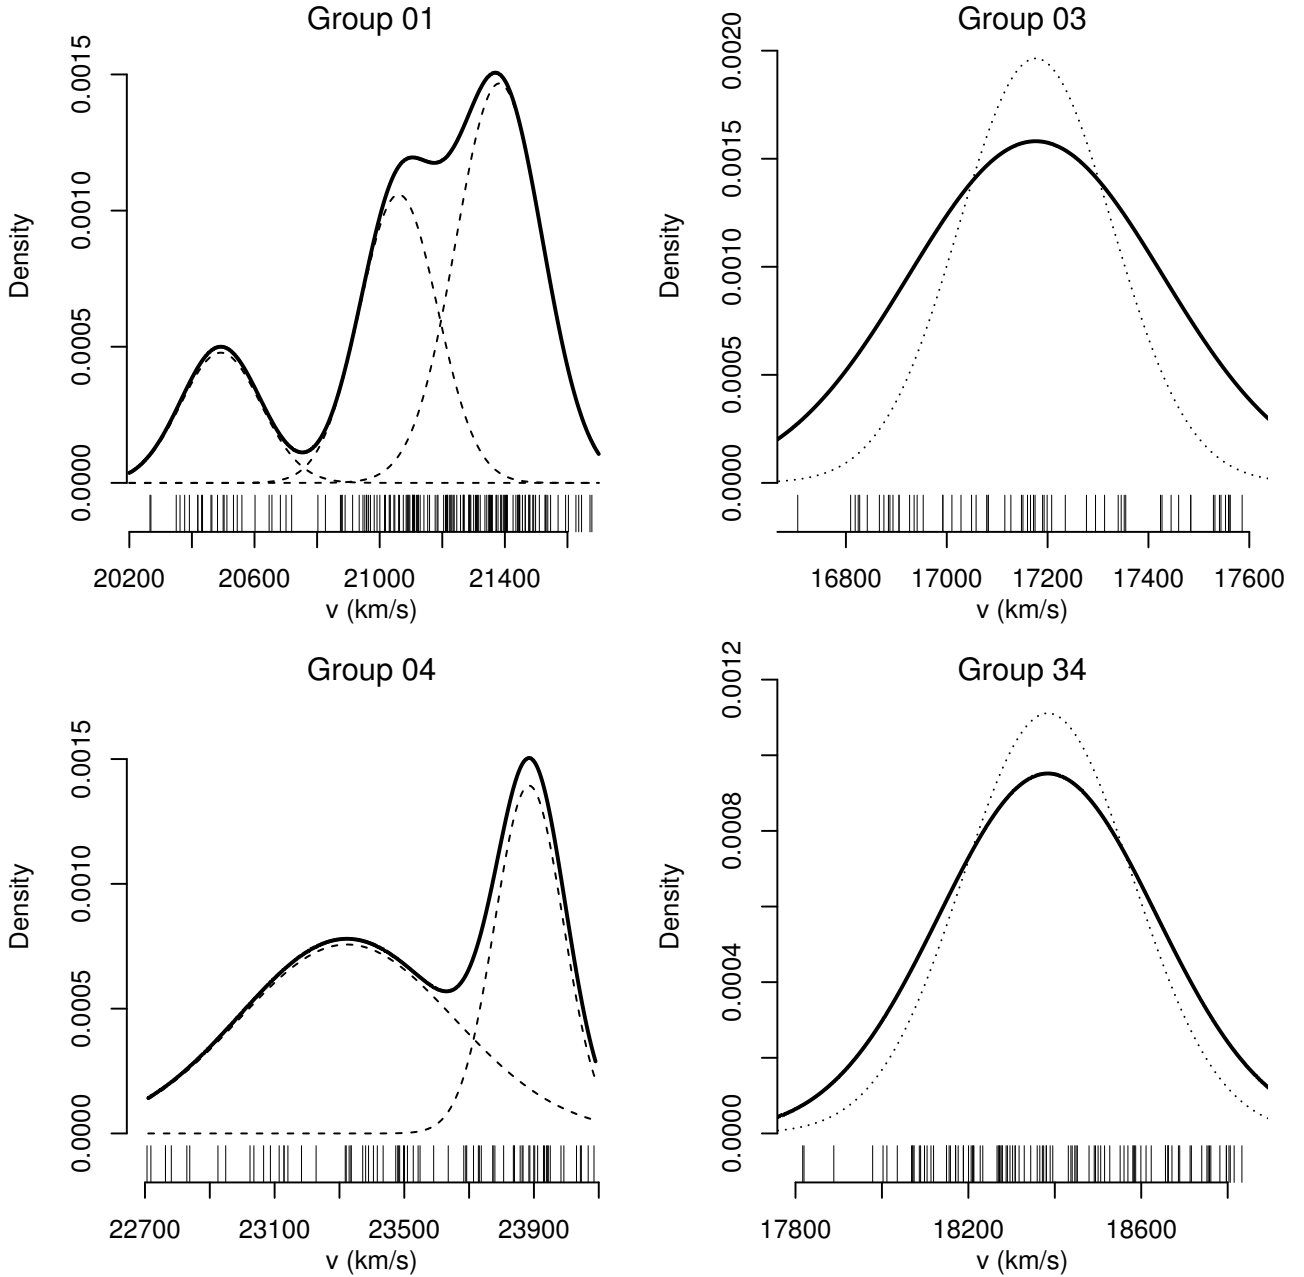 Group 01
Density
0.0000 0.0005 0.0010 0.0015
20200 20600 21000 21400
v (km/s)
Group 03
Density
0.0000 0.0005 0.0010 0.0015 0.0020
16800 17000 17200 17400 17600
v (km/s)
Group 04
Density
0.0000 0.0005 0.0010 0.0015
22700 23100 23500 23900
v (km/s)
Group 34
Density
0.0000 0.0004 0.0008 0.0012
17800 18200 18600
v (km/s)